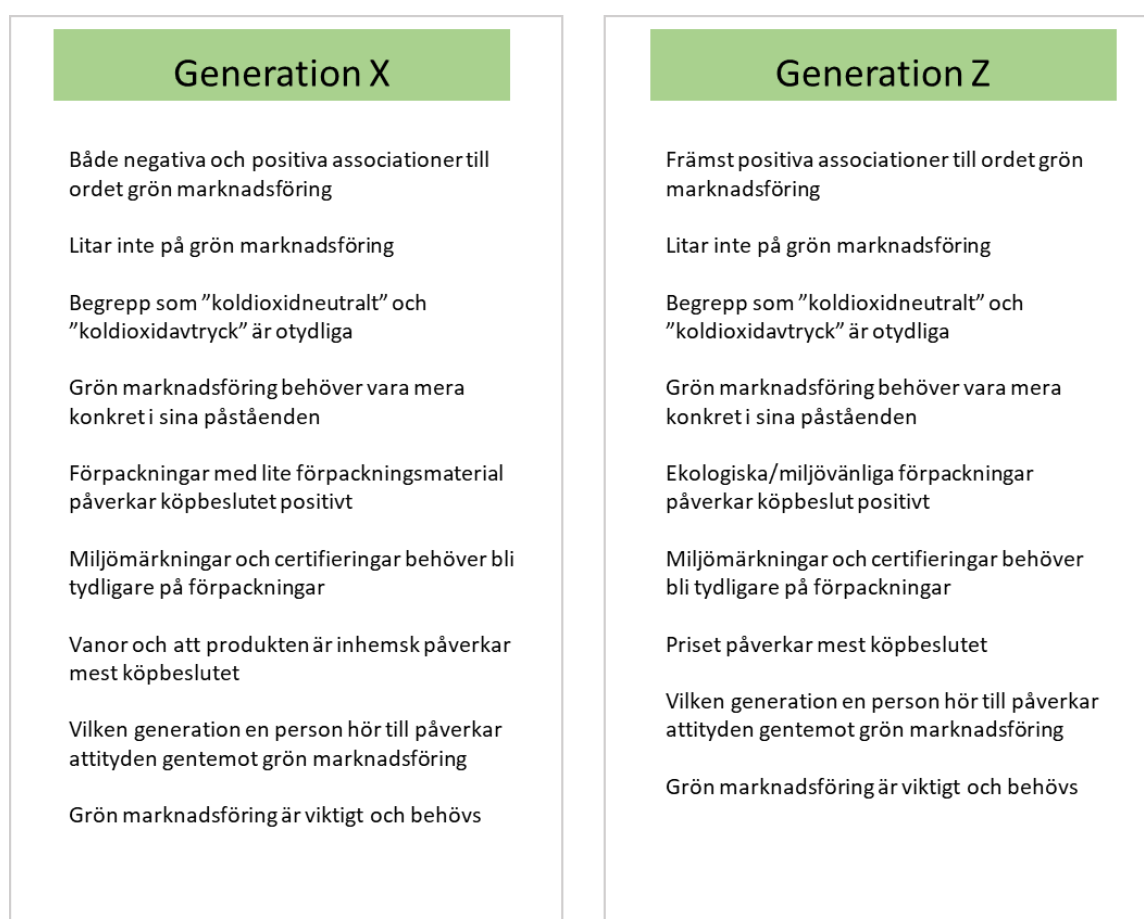 Generation X
Både negativa och positiva associationer till
ordet grön marknadsföring
Litar inte på grön marknadsföring
Begrepp som ”koldioxidneutralt” och
”koldioxidavtryck” är otydliga
Grön marknadsföring behöver vara mera
konkret i sina påståenden
Förpackningar med lite förpackningsmaterial
påverkar köpbeslutet positivt
Miljömärkningar och certifieringar behöver bli
tydligare på förpackningar
Vanor och att produkten är inhemsk påverkar
mest köpbeslutet
Vilken generation en person hör till påverkar
attityden gentemot grön marknadsföring
Grön marknadsföring är viktigt och behövs
Generation Z
Främst positiva associationer till ordet grön
marknadsföring
Litar inte på grön marknadsföring
Begrepp som ”koldioxidneutralt” och
”koldioxidavtryck” är otydliga
Grön marknadsföring behöver vara mera
konkret i sina påståenden
Ekologiska/miljövänliga förpackningar
påverkar köpbeslut positivt
Miljömärkningar och certifieringar behöver
bli tydligare på förpackningar
Priset påverkar mest köpbeslutet
Vilken generation en person hör till påverkar
attityden gentemot grön marknadsföring
Grön marknadsföring är viktigt och behövs